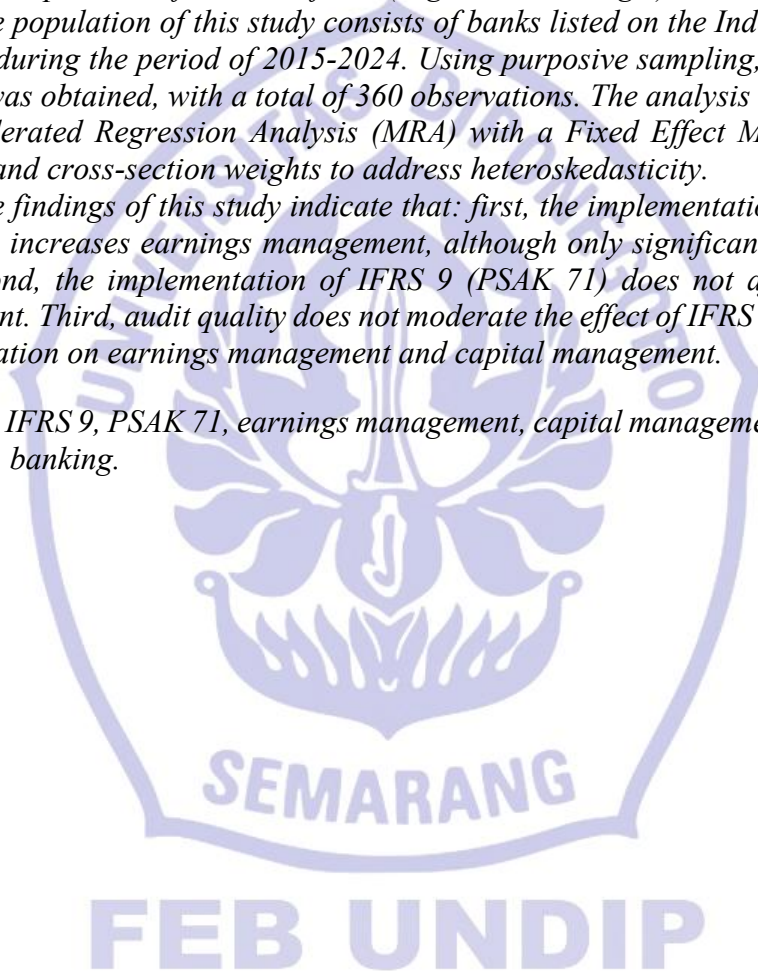 e population of this study consists of banks listed on the Ind
during the period of 2015-2024. Using purposive sampling,
was obtained, with a total of 360 observations. The analysis
derated Regression Analysis (MRA) with a Fixed Effect M
and cross-section weights to address heteroskedasticity.
e findings of this study indicate that: first, the implementatio
increases earnings management, although only significan
ond, the implementation of IFRS 9 (PSAK 71) does not a
nt. Third, audit quality does not moderate the effect of IFRS
ation on earnings management and capital management.
IFRS 9, PSAK 71, earnings management, capital manageme
banking.
UNIVERSITAS DIPONEGORO
SEMARANG
FEB UNDIP